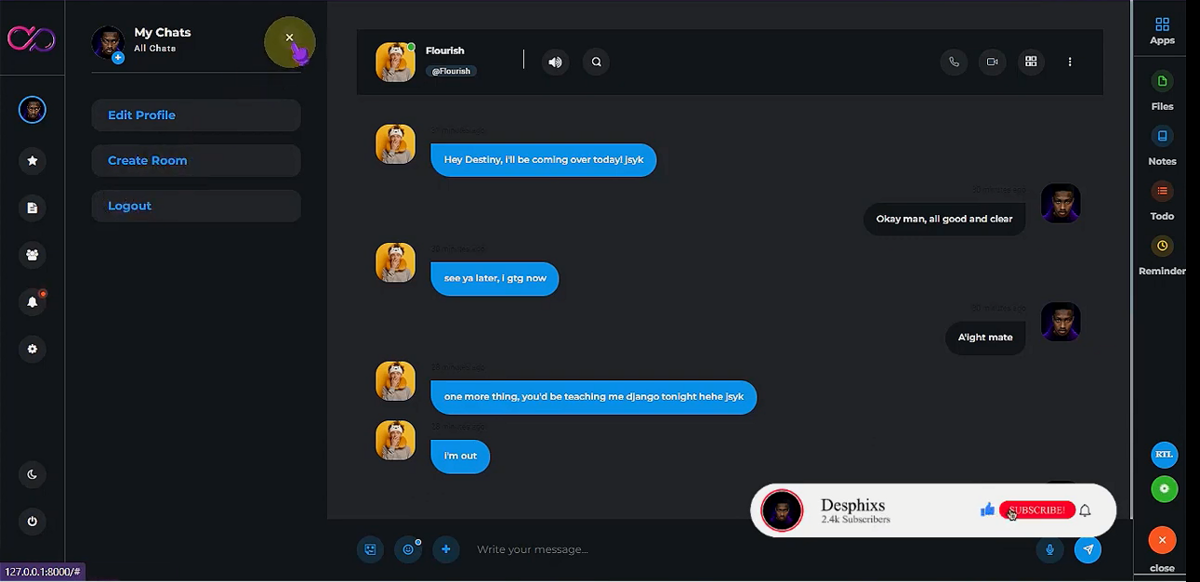 My Chats
All Chats
Edit Profile
Create Room
Logout
Flourish
@Flourish
Hey Destiny, i'll be coming over today! jsyk
Okay man, all good and clear
see ya later, i gtg now
A'ight mate
one more thing, you'd be teaching me django tonight hehe jsyk
i'm out
Write your message...
Apps
Files
Notes
Todo
Reminder
RTL
close
Desphixs
2.4k Subscribers
SUBSCRIBE!
127.0.0.1:8000/#